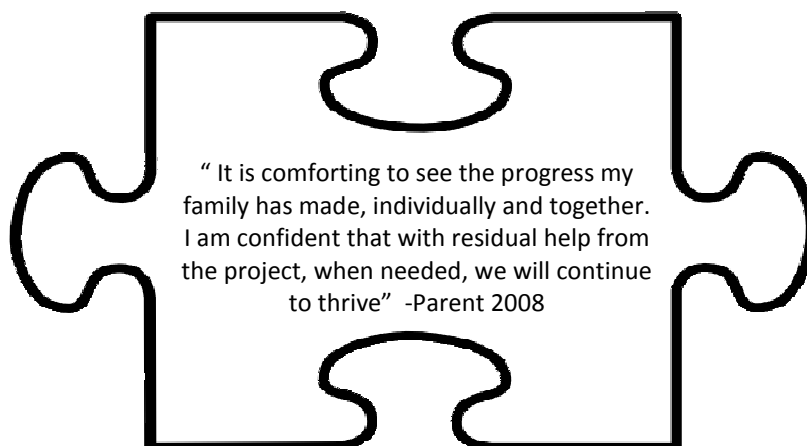 “ It is comforting to see the progress my
family has made, individually and together.
I am confident that with residual help from
the project, when needed, we will continue
to thrive”  -Parent 2008